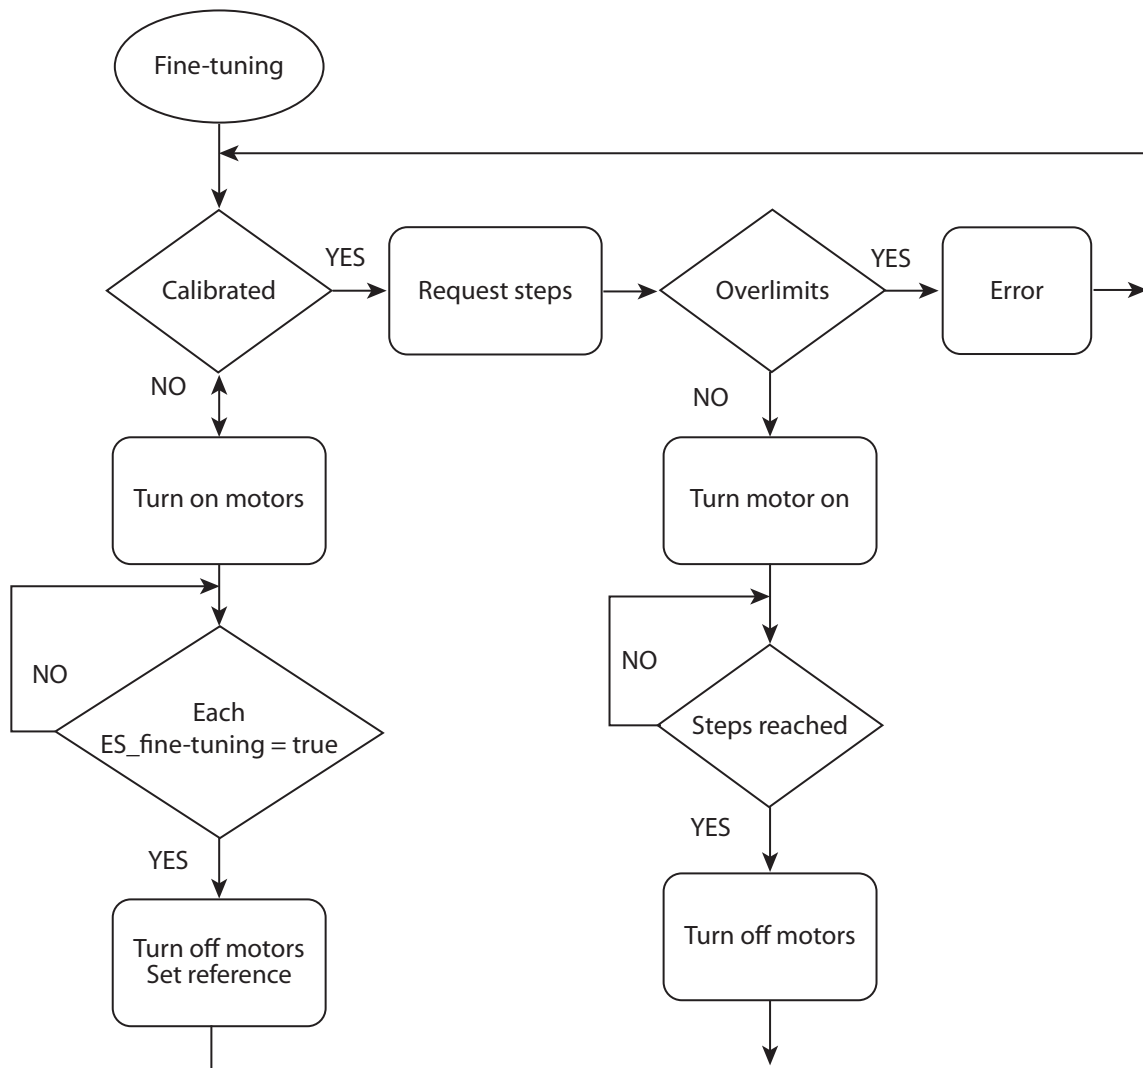 Fine-tuning
Calibrated
YES
Request steps
Overlimits
YES
Error
NO
NO
Turn on motors
Turn motor on
NO
Each
ES_fine-tuning = true
NO
Steps reached
YES
YES
Turn off motors
Set reference
Turn off motors